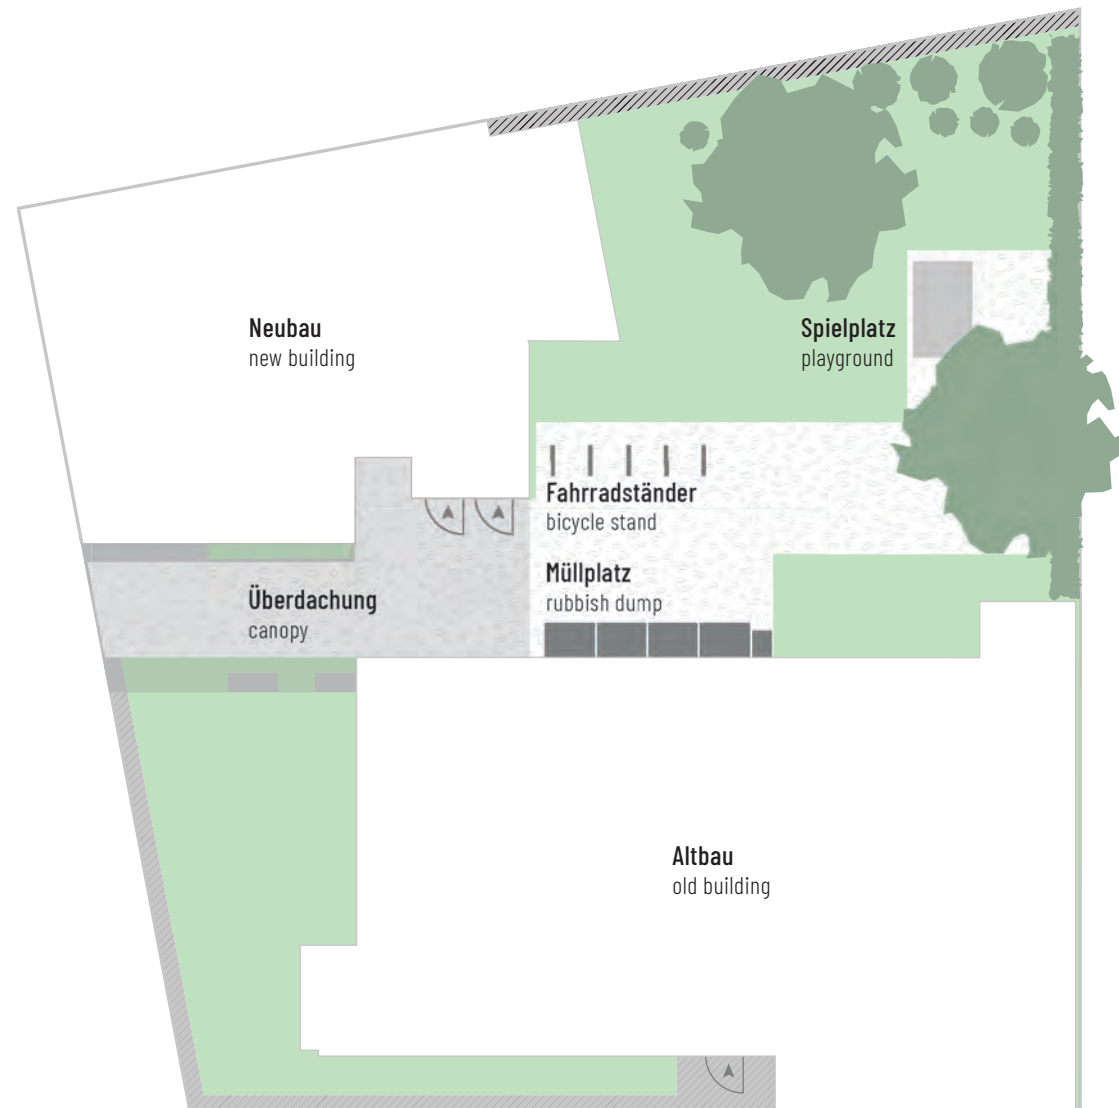 Neubau
new building
Spielplatz
playground
Fahrradständer
bicycle stand
Müllplatz
rubbish dump
Überdachung
canopy
Altbau
old building